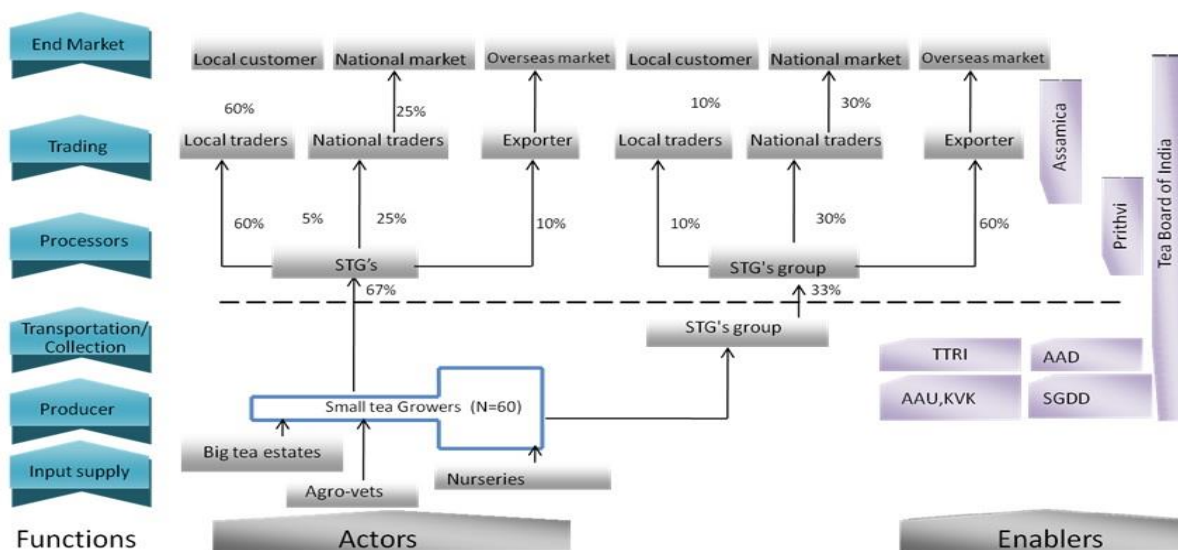 End Market
Local customer
National market
Overseas market
Local customer
National market
Overseas market
60%
25%
10%
30%
Trading
Local traders
National traders
Exporter
Local traders
National traders
Exporter
Assamica
60%
5%
25%
10%
10%
30%
60%
Processors
STG's
STG's group
Prithvi
Tea Board of India
67%
33%
Transportation/
Collection
STG's group
TTRI
AAD
Producer
Small tea Growers (N=60)
AAU,KVK
SGDD
Big tea estates
Input supply
Nurseries
Agro-vets
Functions
Actors
Enablers